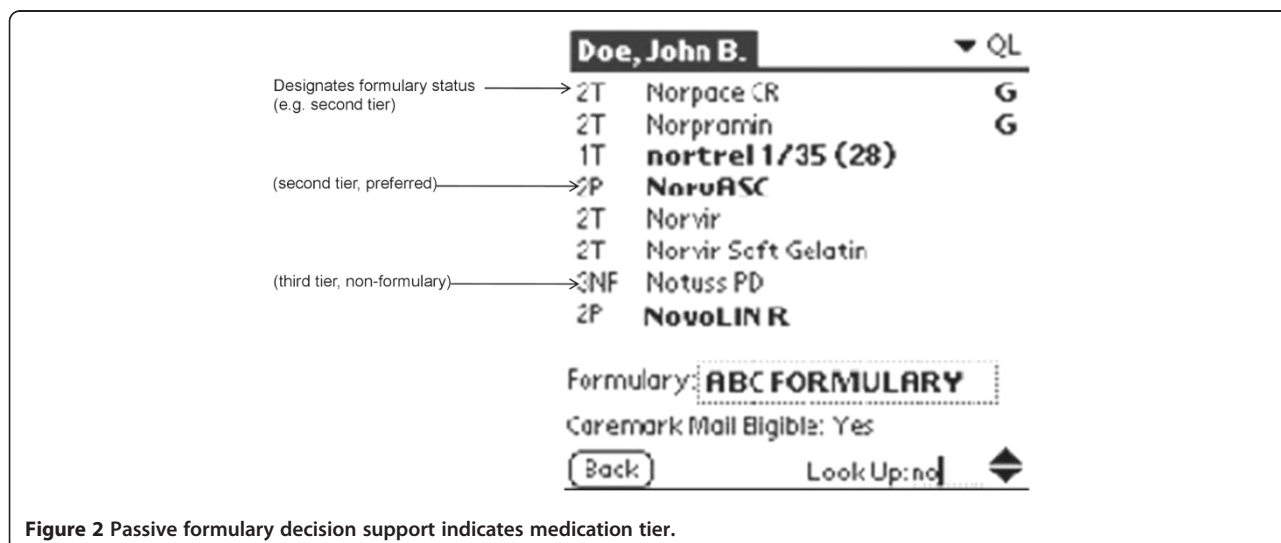 Doe, John B. QL
Designates formulary status
(e.g. second tier)
2T Norpace CR G
2T Norpramin G
1T nortrel 1/35 (28)
(second tier, preferred) 2P NorvASC
2T Norvir
2T Norvir Soft Gelatin
(third tier, non-formulary) 3NF Notuss PD
2P NovoLIN R
Formulary: ABC FORMULARY
Caremark Mail Eligible: Yes
Back Look Up: no
Figure 2 Passive formulary decision support indicates medication tier.